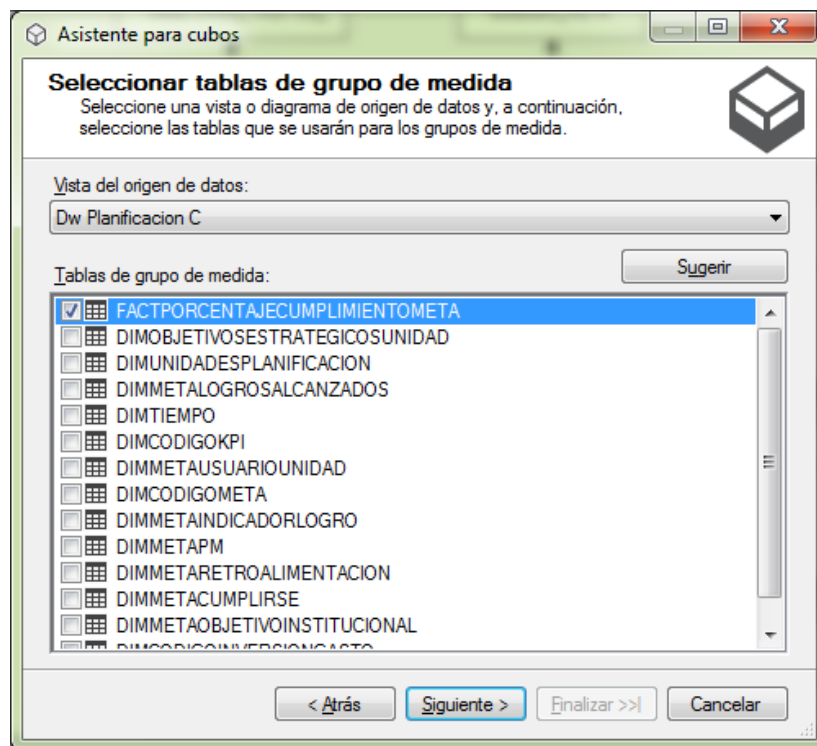 Asistente para cubos
Seleccionar tablas de grupo de medida
Seleccione una vista o diagrama de origen de datos y, a continuación,
seleccione las tablas que se usarán para los grupos de medida.
Vista del origen de datos:
Dw Planificacion C
Sugerir
Tablas de grupo de medida:
FACTPORCENTAJECUMPLIMIENTOMETA
DIMOBJETIVOSESTRATEGICOSUNIDAD
DIMUNIDADESPLANIFICACION
DIMMETALOGROSALCANZADOS
DIMTIEMPO
DIMCODIGOKPI
DIMMETAUSUARIOUNIDAD
DIMCODIGOMETA
DIMMETAINDICADORLOGRO
DIMMETAPM
DIMMETARETROALIMENTACION
DIMMETACUMPLIRSE
DIMMETAOBJETIVOINSTITUCIONAL
DIMCODIGOINVERSIONGASTO
< Atrás Siguiente > Finalizar >>| Cancelar